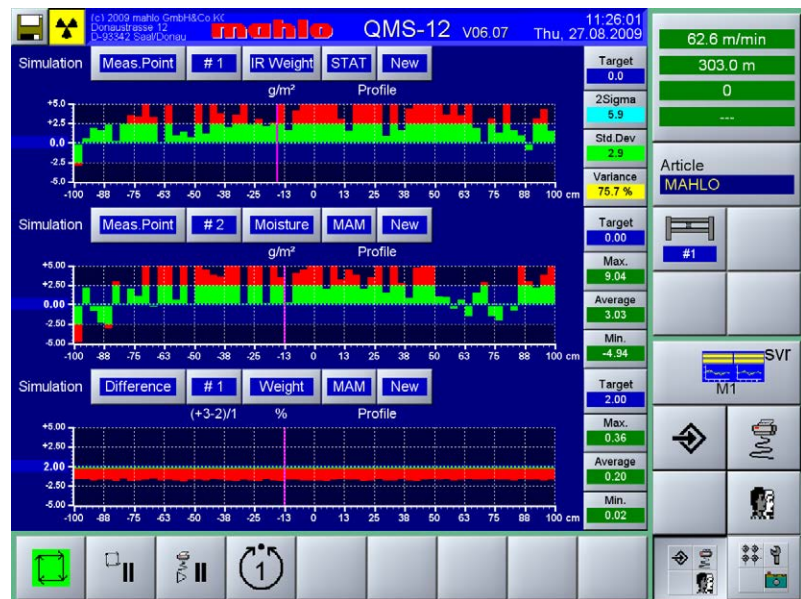 (c) 2009 mahlo GmbH&Co.KG
Donaustrasse 12
D-93342 Saal/Donau
mahlo
QMS-12 V06.07
11:26:01
Thu, 27.08.2009
Simulation Meas.Point # 1 IR Weight STAT New
g/m² Profile
+5.0
+2.5
0.0
-2.5
-5.0
-100 -88 -75 -63 -50 -38 -25 -13 0 13 25 38 50 63 75 88 100 cm
Target
0.0
2Sigma
5.9
Std.Dev
2.9
Variance
75.7 %
Simulation Meas.Point # 2 Moisture MAM New
g/m² Profile
+5.00
+2.50
0.00
-2.50
-5.00
-100 -88 -75 -63 -50 -38 -25 -13 0 13 25 38 50 63 75 88 100 cm
Target
0.00
Max.
9.04
Average
3.03
Min.
-4.94
Simulation Difference # 1 Weight MAM New
(+3-2)/1 % Profile
+5.00
+2.50
2.00
-2.50
-5.00
-100 -88 -75 -63 -50 -38 -25 -13 0 13 25 38 50 63 75 88 100 cm
Target
2.00
Max.
0.36
Average
0.20
Min.
0.02
62.6 m/min
303.0 m
0
---
Article
MAHLO
#1
svr
M1
1